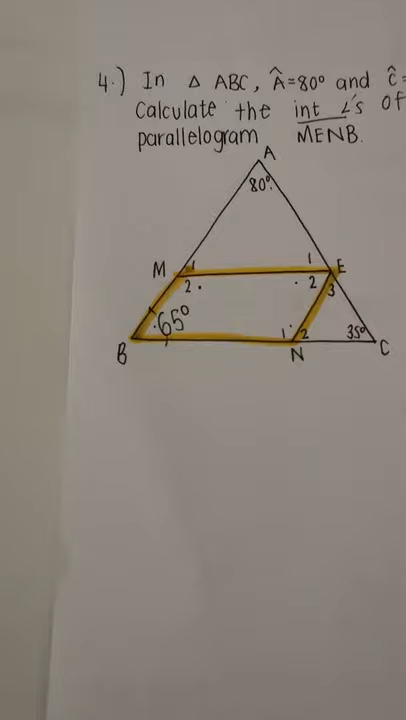 4.) In △ ABC, Â=80° and Ĉ=
Calculate the int ∠'s of
parallelogram MENB.
A
80°
M 1 1 E
2 2 3
65°
1 2 35°
B N C